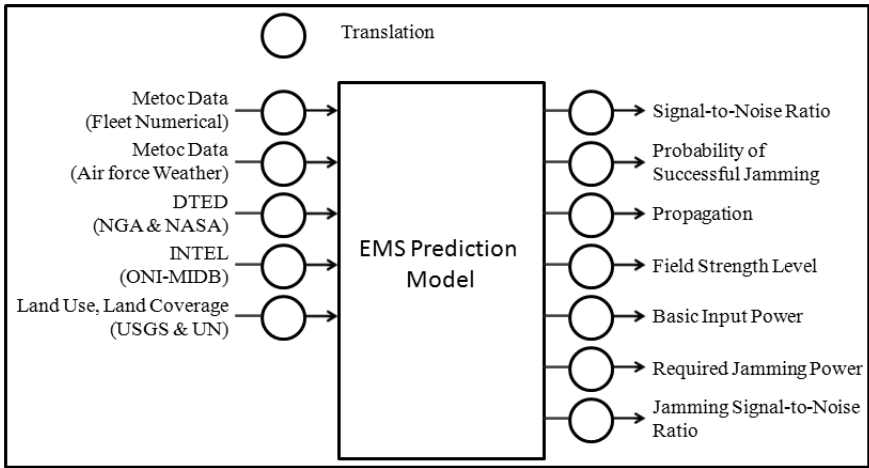 Translation
Metoc Data
(Fleet Numerical)
Metoc Data
(Air force Weather)
DTED
(NGA & NASA)
INTEL
(ONI-MIDB)
Land Use, Land Coverage
(USGS & UN)
EMS Prediction
Model
Signal-to-Noise Ratio
Probability of
Successful Jamming
Propagation
Field Strength Level
Basic Input Power
Required Jamming Power
Jamming Signal-to-Noise
Ratio